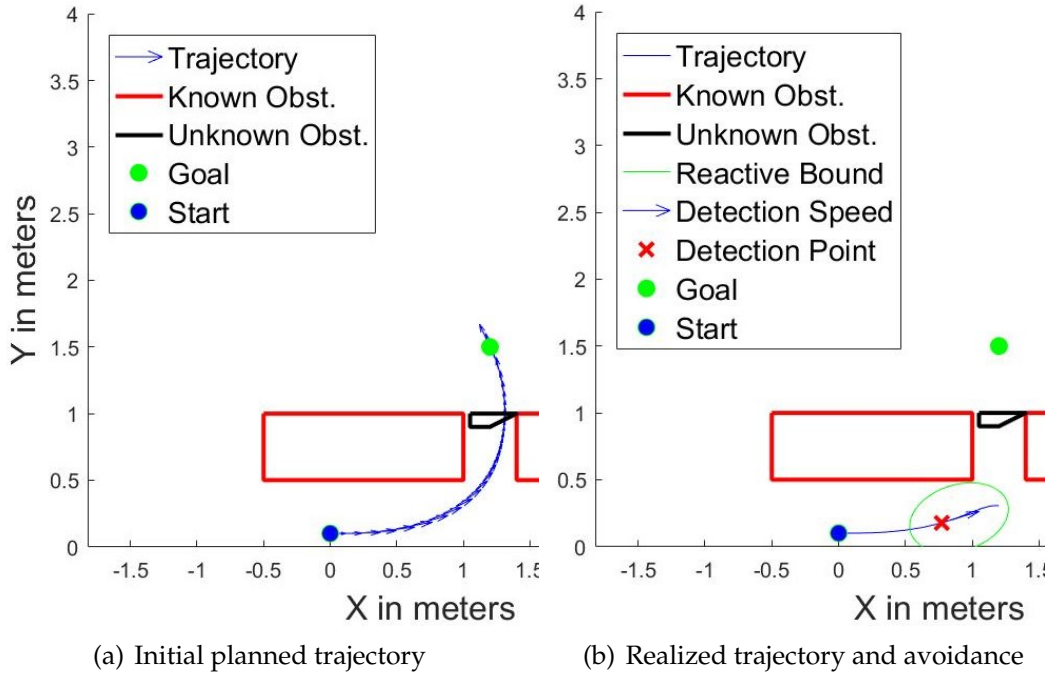 4
3.5
3
2.5
2
1.5
1
0.5
0
Y in meters
Trajectory
Known Obst.
Unknown Obst.
Goal
Start
-1.5 -1 -0.5 0 0.5 1 1.5
X in meters
(a) Initial planned trajectory
4
3.5
3
2.5
2
1.5
1
0.5
0
Trajectory
Known Obst.
Unknown Obst.
Reactive Bound
Detection Speed
Detection Point
Goal
Start
-1.5 -1 -0.5 0 0.5 1 1.5
X in meters
(b) Realized trajectory and avoidance